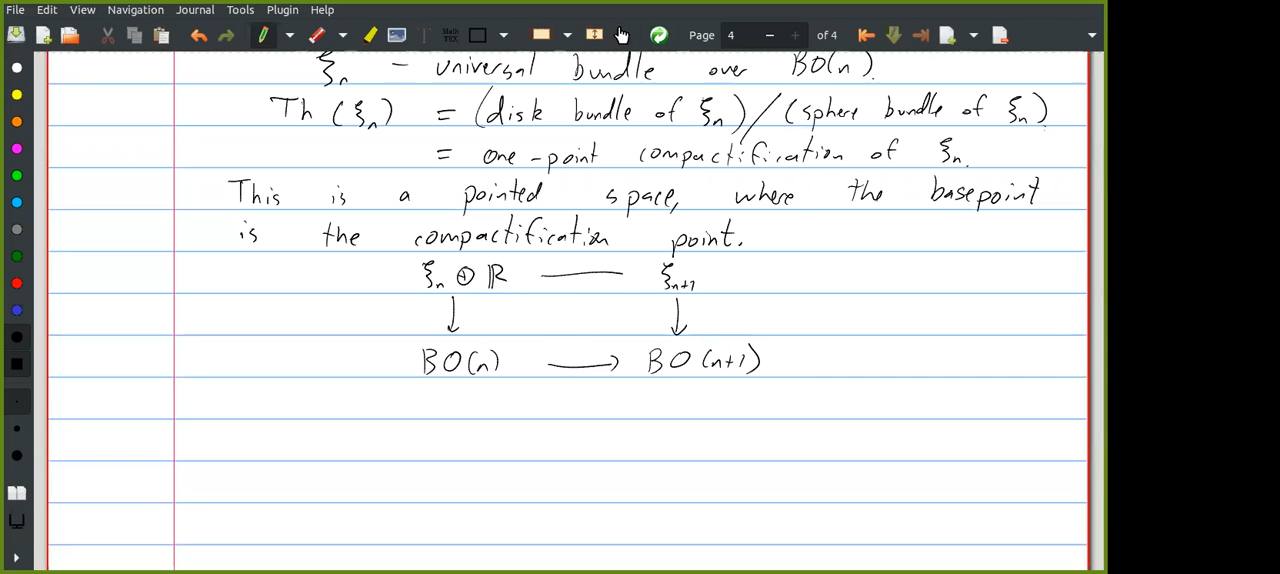 File Edit View Navigation Journal Tools Plugin Help
Math TEX Page 4 − + of 4
ξₙ – universal bundle over BO(n).
Th (ξₙ) = (disk bundle of ξₙ) / (sphere bundle of ξₙ)
= one-point compactification of ξₙ.
This is a pointed space, where the basepoint
is the compactification point.
ξₙ ⊕ ℝ — ξₙ₊₁
↓ ↓
BO(n) → BO(n+1)